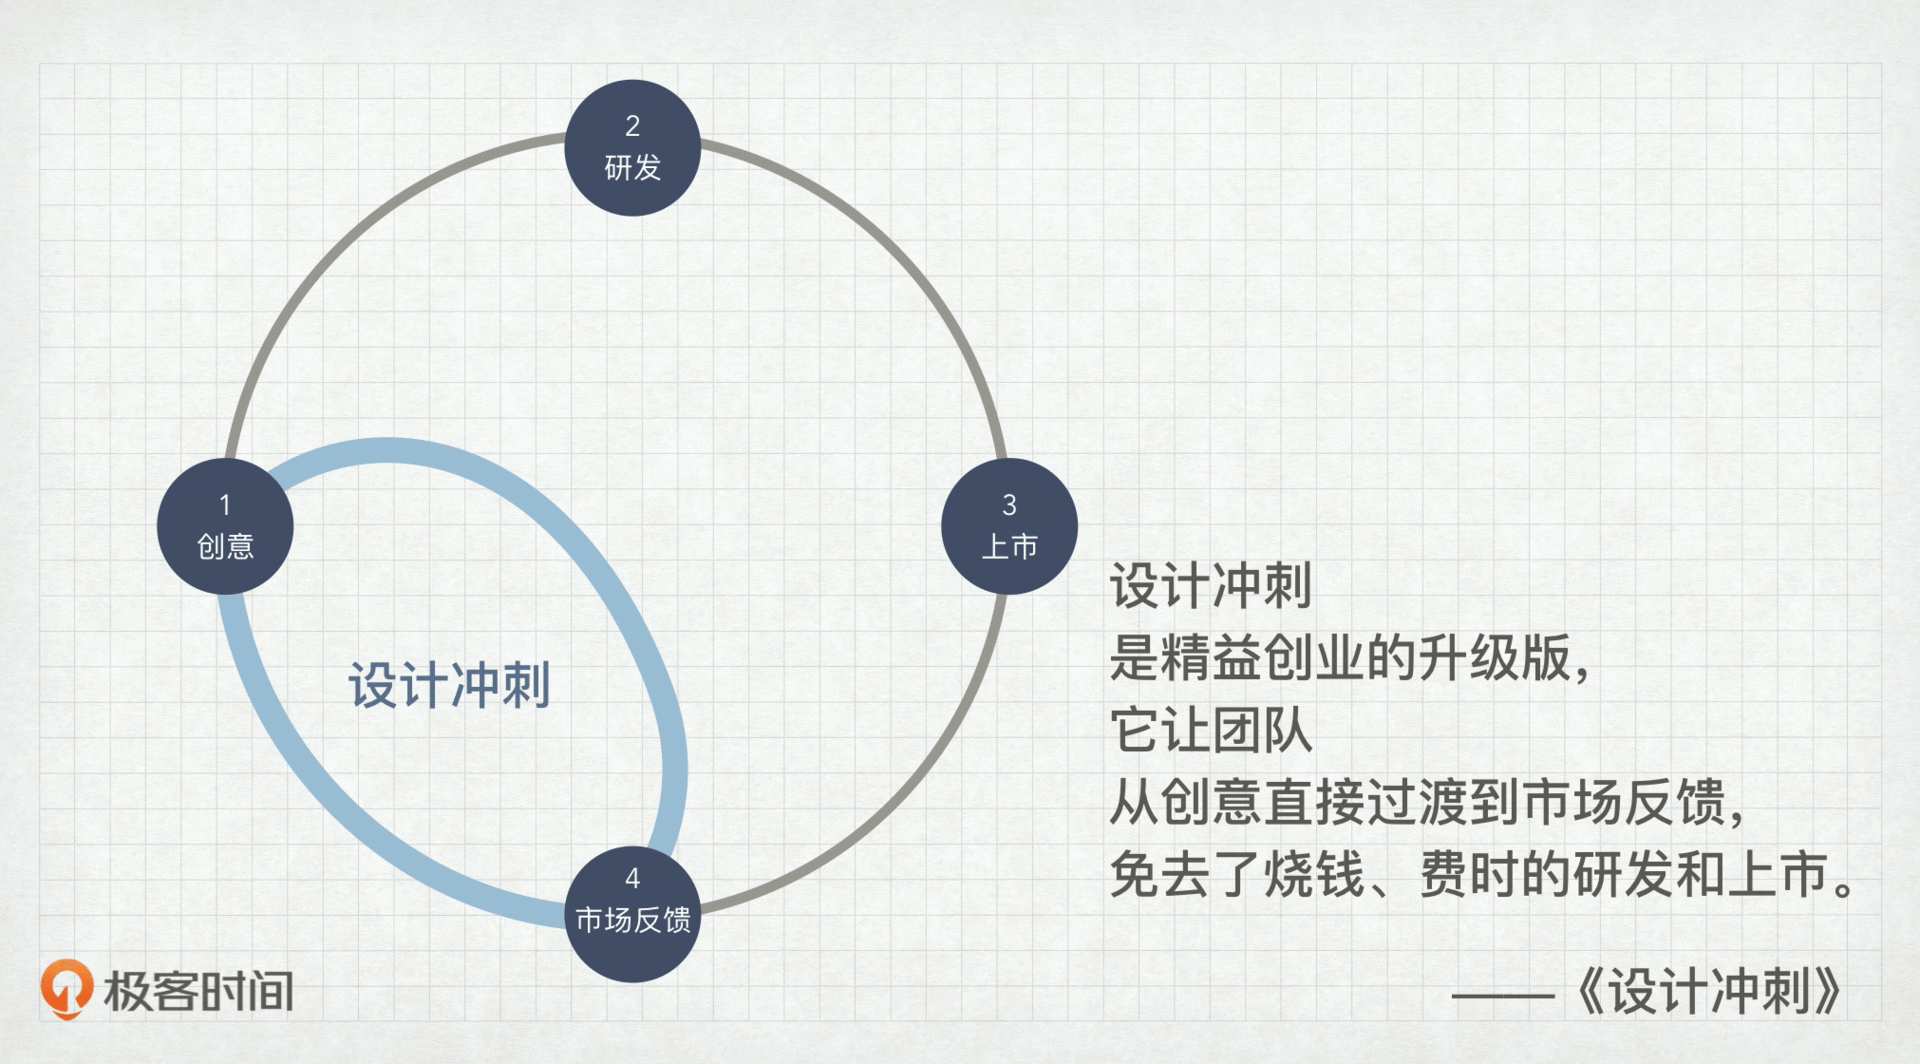 2
研发
1
创意
3
上市
设计冲刺
4
市场反馈
设计冲刺
是精益创业的升级版，
它让团队
从创意直接过渡到市场反馈，
免去了烧钱、费时的研发和上市。
——《设计冲刺》
极客时间